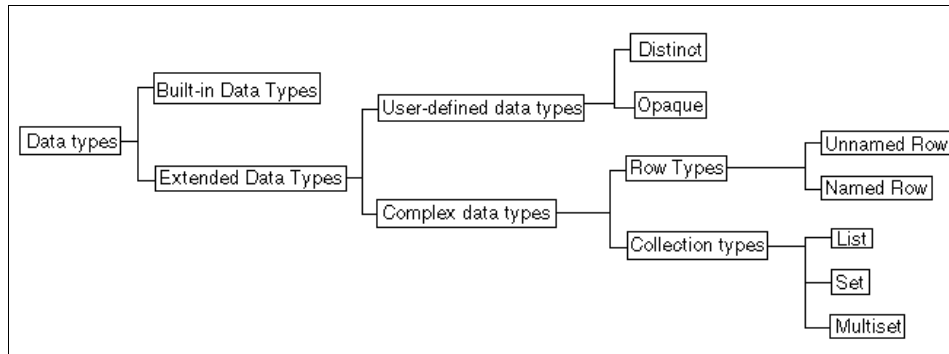 Distinct
Built-in Data Types
User-defined data types
Opaque
Data types
Unnamed Row
Extended Data Types
Row Types
Named Row
Complex data types
Collection types
List
Set
Multiset